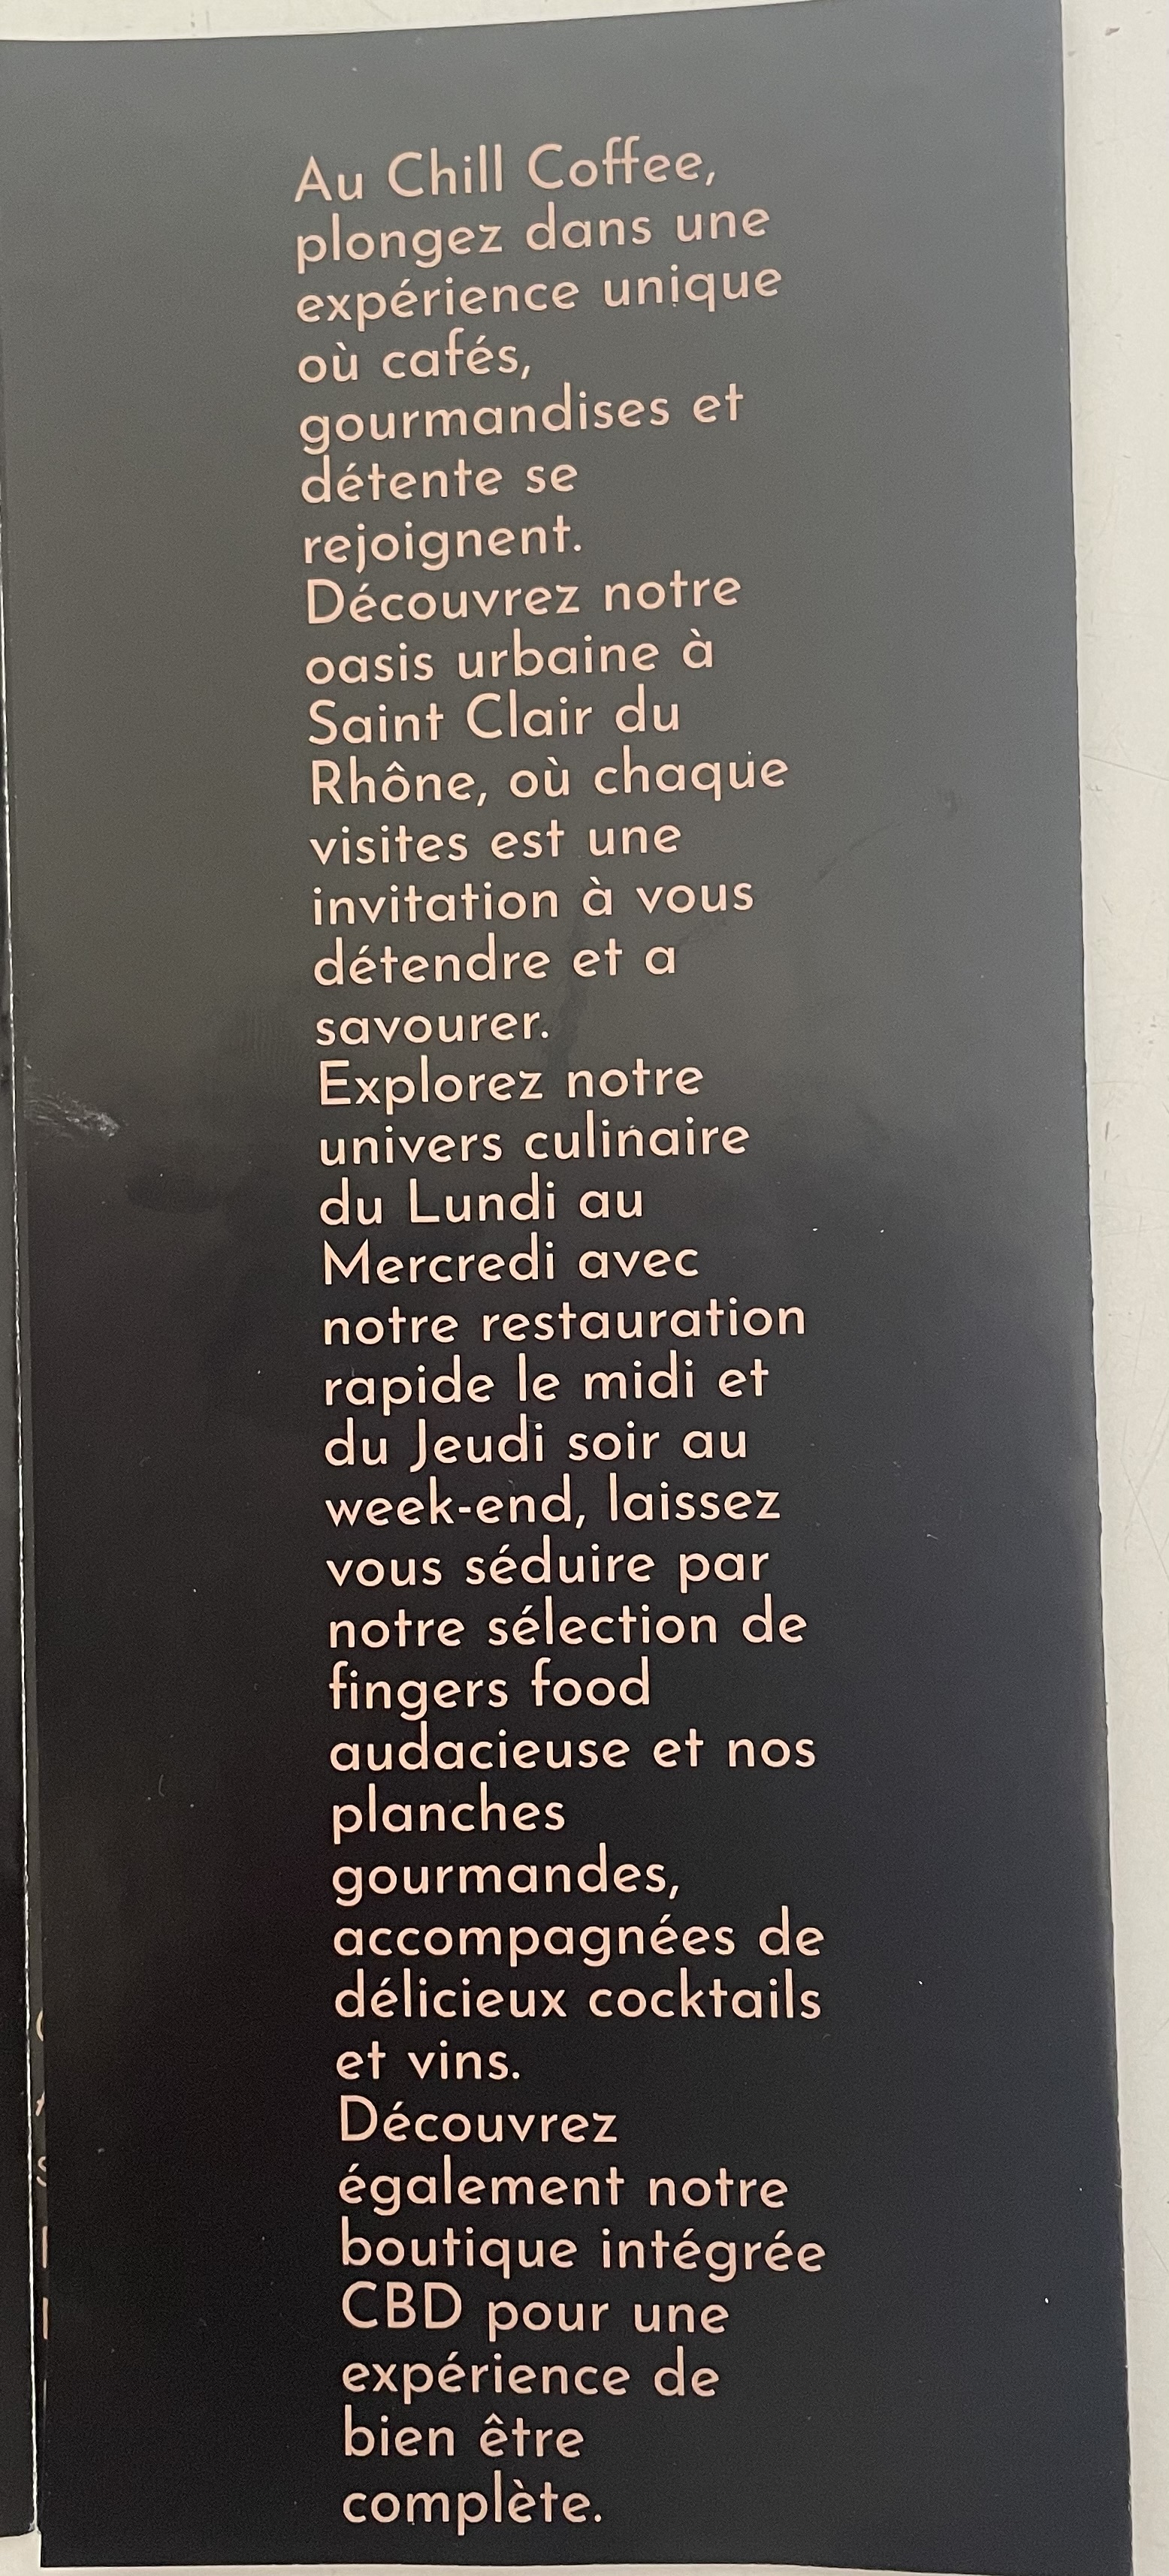 Au Chill Coffee,
plongez dans une
expérience unique
où cafés,
gourmandises et
détente se
rejoignent.
Découvrez notre
oasis urbaine à
Saint Clair du
Rhône, où chaque
visites est une
invitation à vous
détendre et a
savourer.
Explorez notre
univers culinaire
du Lundi au
Mercredi avec
notre restauration
rapide le midi et
du Jeudi soir au
week-end, laissez
vous séduire par
notre sélection de
fingers food
audacieuse et nos
planches
gourmandes,
accompagnées de
délicieux cocktails
et vins.
Découvrez
également notre
boutique intégrée
CBD pour une
expérience de
bien être
complète.